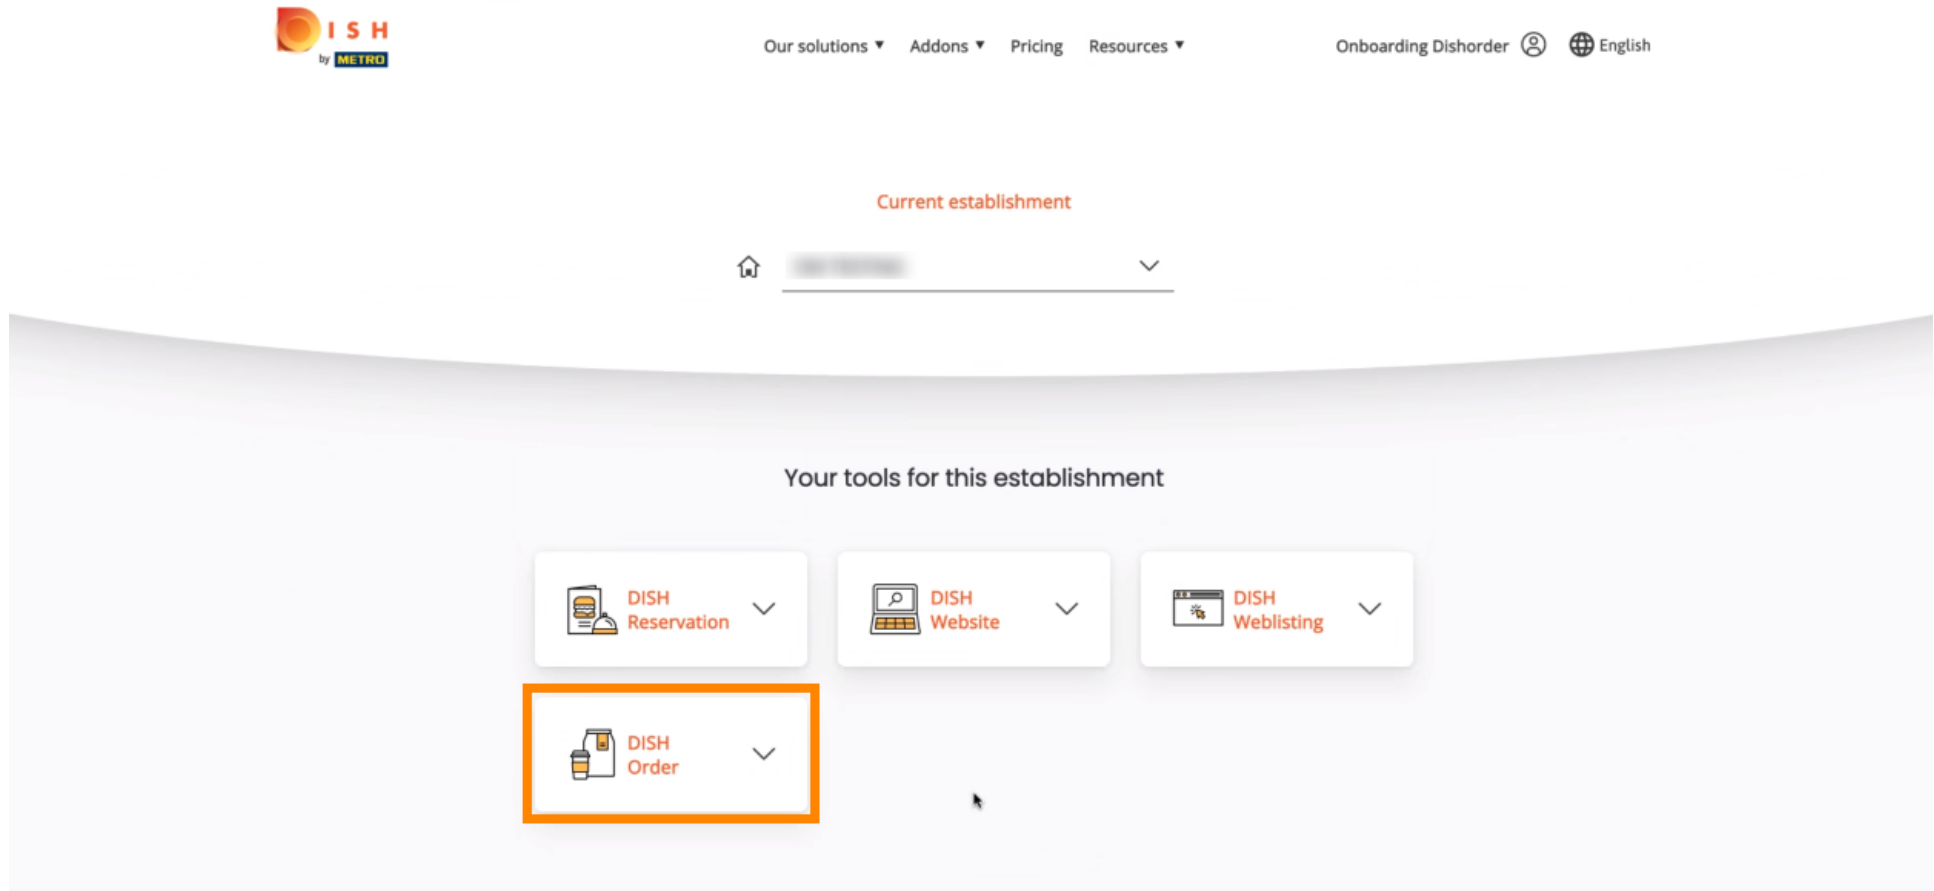 ISH
by METRO
Our solutions ▼ Addons ▼ Pricing Resources ▼ Onboarding Dishorder English
Current establishment
Your tools for this establishment
DISH
Reservation
DISH
Website
DISH
Weblisting
DISH
Order